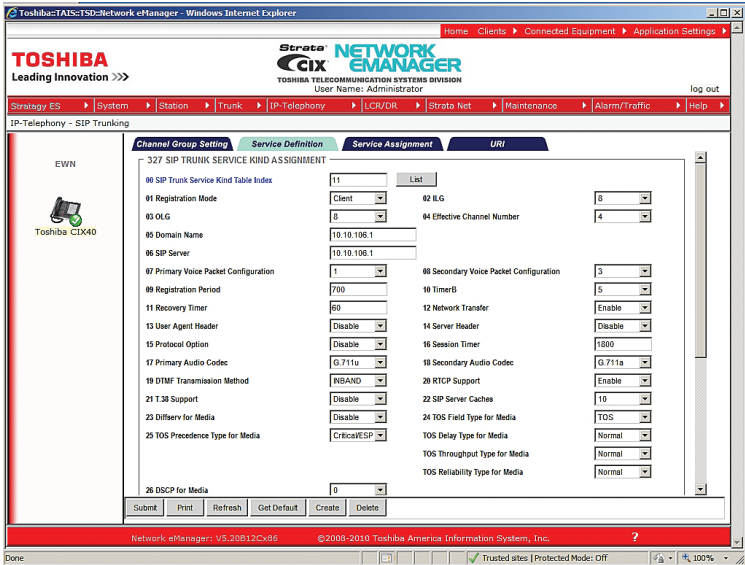 Toshiba::TAIS::TSD::Network eManager - Windows Internet Explorer
Home Clients Connected Equipment Application Settings
TOSHIBA
Leading Innovation >>>
Strata CIX NETWORK EMANAGER
TOSHIBA TELECOMMUNICATION SYSTEMS DIVISION
User Name: Administrator
log out
Stratagy ES System Station Trunk IP-Telephony LCR/DR Strata Net Maintenance Alarm/Traffic Help
IP-Telephony - SIP Trunking
EWN
Toshiba CIX40
Channel Group Setting Service Definition Service Assignment URI
327 SIP TRUNK SERVICE KIND ASSIGNMENT
00 SIP Trunk Service Kind Table Index 11 List
01 Registration Mode Client 02 ILG 8
03 OLG 8 04 Effective Channel Number 4
05 Domain Name 10.10.106.1
06 SIP Server 10.10.106.1
07 Primary Voice Packet Configuration 1 08 Secondary Voice Packet Configuration 3
09 Registration Period 700 10 TimerB 5
11 Recovery Timer 60 12 Network Transfer Enable
13 User Agent Header Disable 14 Server Header Disable
15 Protocol Option Disable 16 Session Timer 1800
17 Primary Audio Codec G.711u 18 Secondary Audio Codec G.711a
19 DTMF Transmission Method INBAND 20 RTCP Support Enable
21 T.38 Support Disable 22 SIP Server Caches 10
23 Diffserv for Media Disable 24 TOS Field Type for Media TOS
25 TOS Precedence Type for Media Critical/ESP TOS Delay Type for Media Normal
TOS Throughput Type for Media Normal
TOS Reliability Type for Media Normal
26 DSCP for Media 0
Submit Print Refresh Get Default Create Delete
Network eManager: V5.20B12Cx86 ©2008-2010 Toshiba America Information System, Inc. ?
Done Trusted sites | Protected Mode: Off 100%